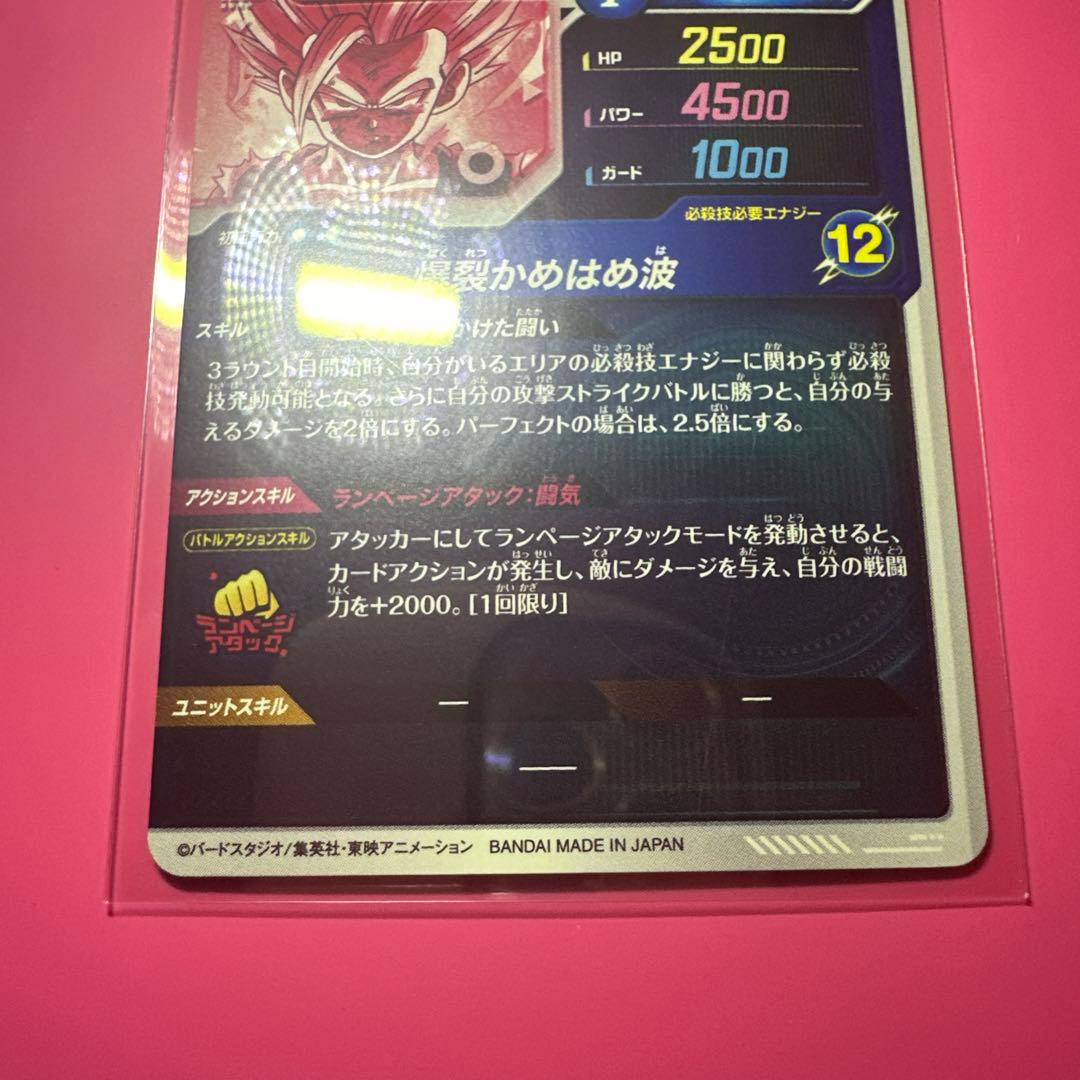 HP 2500
パワー 4500
ガード 1000
必殺技必要エナジー
12
爆裂かめはめ波
スキル かけた闘い
3ラウンド目開始時、自分がいるエリアの必殺技エナジーに関わらず必殺
技発動可能となる。さらに自分の攻撃ストライクバトルに勝つと、自分の与
えるダメージを2倍にする。パーフェクトの場合は、2.5倍にする。
アクションスキル ランページアタック:闘気
バトルアクションスキル アタッカーにしてランページアタックモードを発動させると、
カードアクションが発生し、敵にダメージを与え、自分の戦闘
力を+2000。[1回限り]
ランページ
アタック
ユニットスキル — —
—
©バードスタジオ/集英社・東映アニメーション BANDAI MADE IN JAPAN